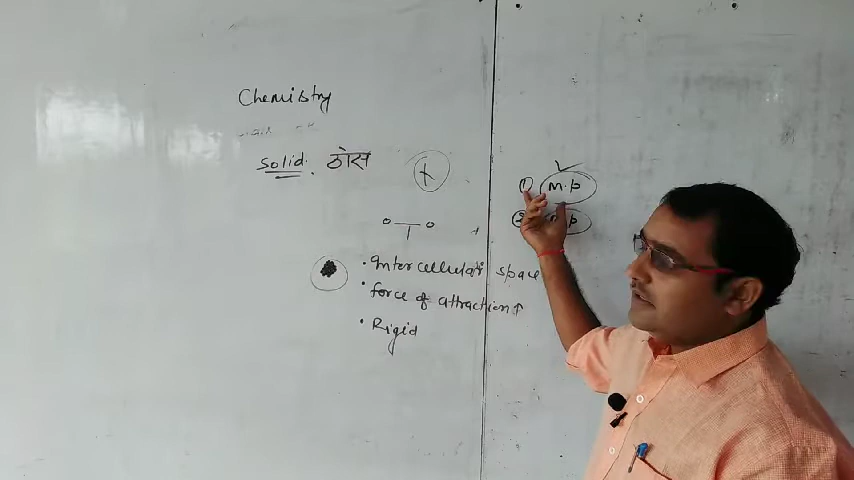 Chemistry
Solid. ठोस
K
① m.p
T
• Intercellular space
• force of attraction↑
• Rigid